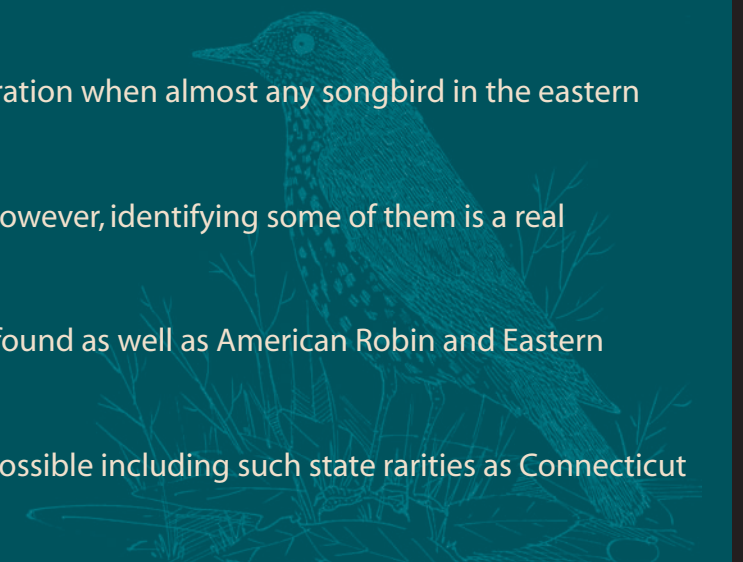 ration when almost any songbird in the eastern
owever, identifying some of them is a real
found as well as American Robin and Eastern
ossible including such state rarities as Connecticut